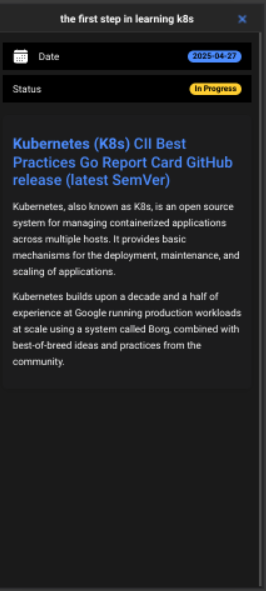 the first step in learning k8s
Date
2025-04-27
Status
In Progress
Kubernetes (K8s) CII Best
Practices Go Report Card GitHub
release (latest SemVer)
Kubernetes, also known as K8s, is an open source
system for managing containerized applications
across multiple hosts. It provides basic
mechanisms for the deployment, maintenance, and
scaling of applications.
Kubernetes builds upon a decade and a half of
experience at Google running production workloads
at scale using a system called Borg, combined with
best-of-breed ideas and practices from the
community.